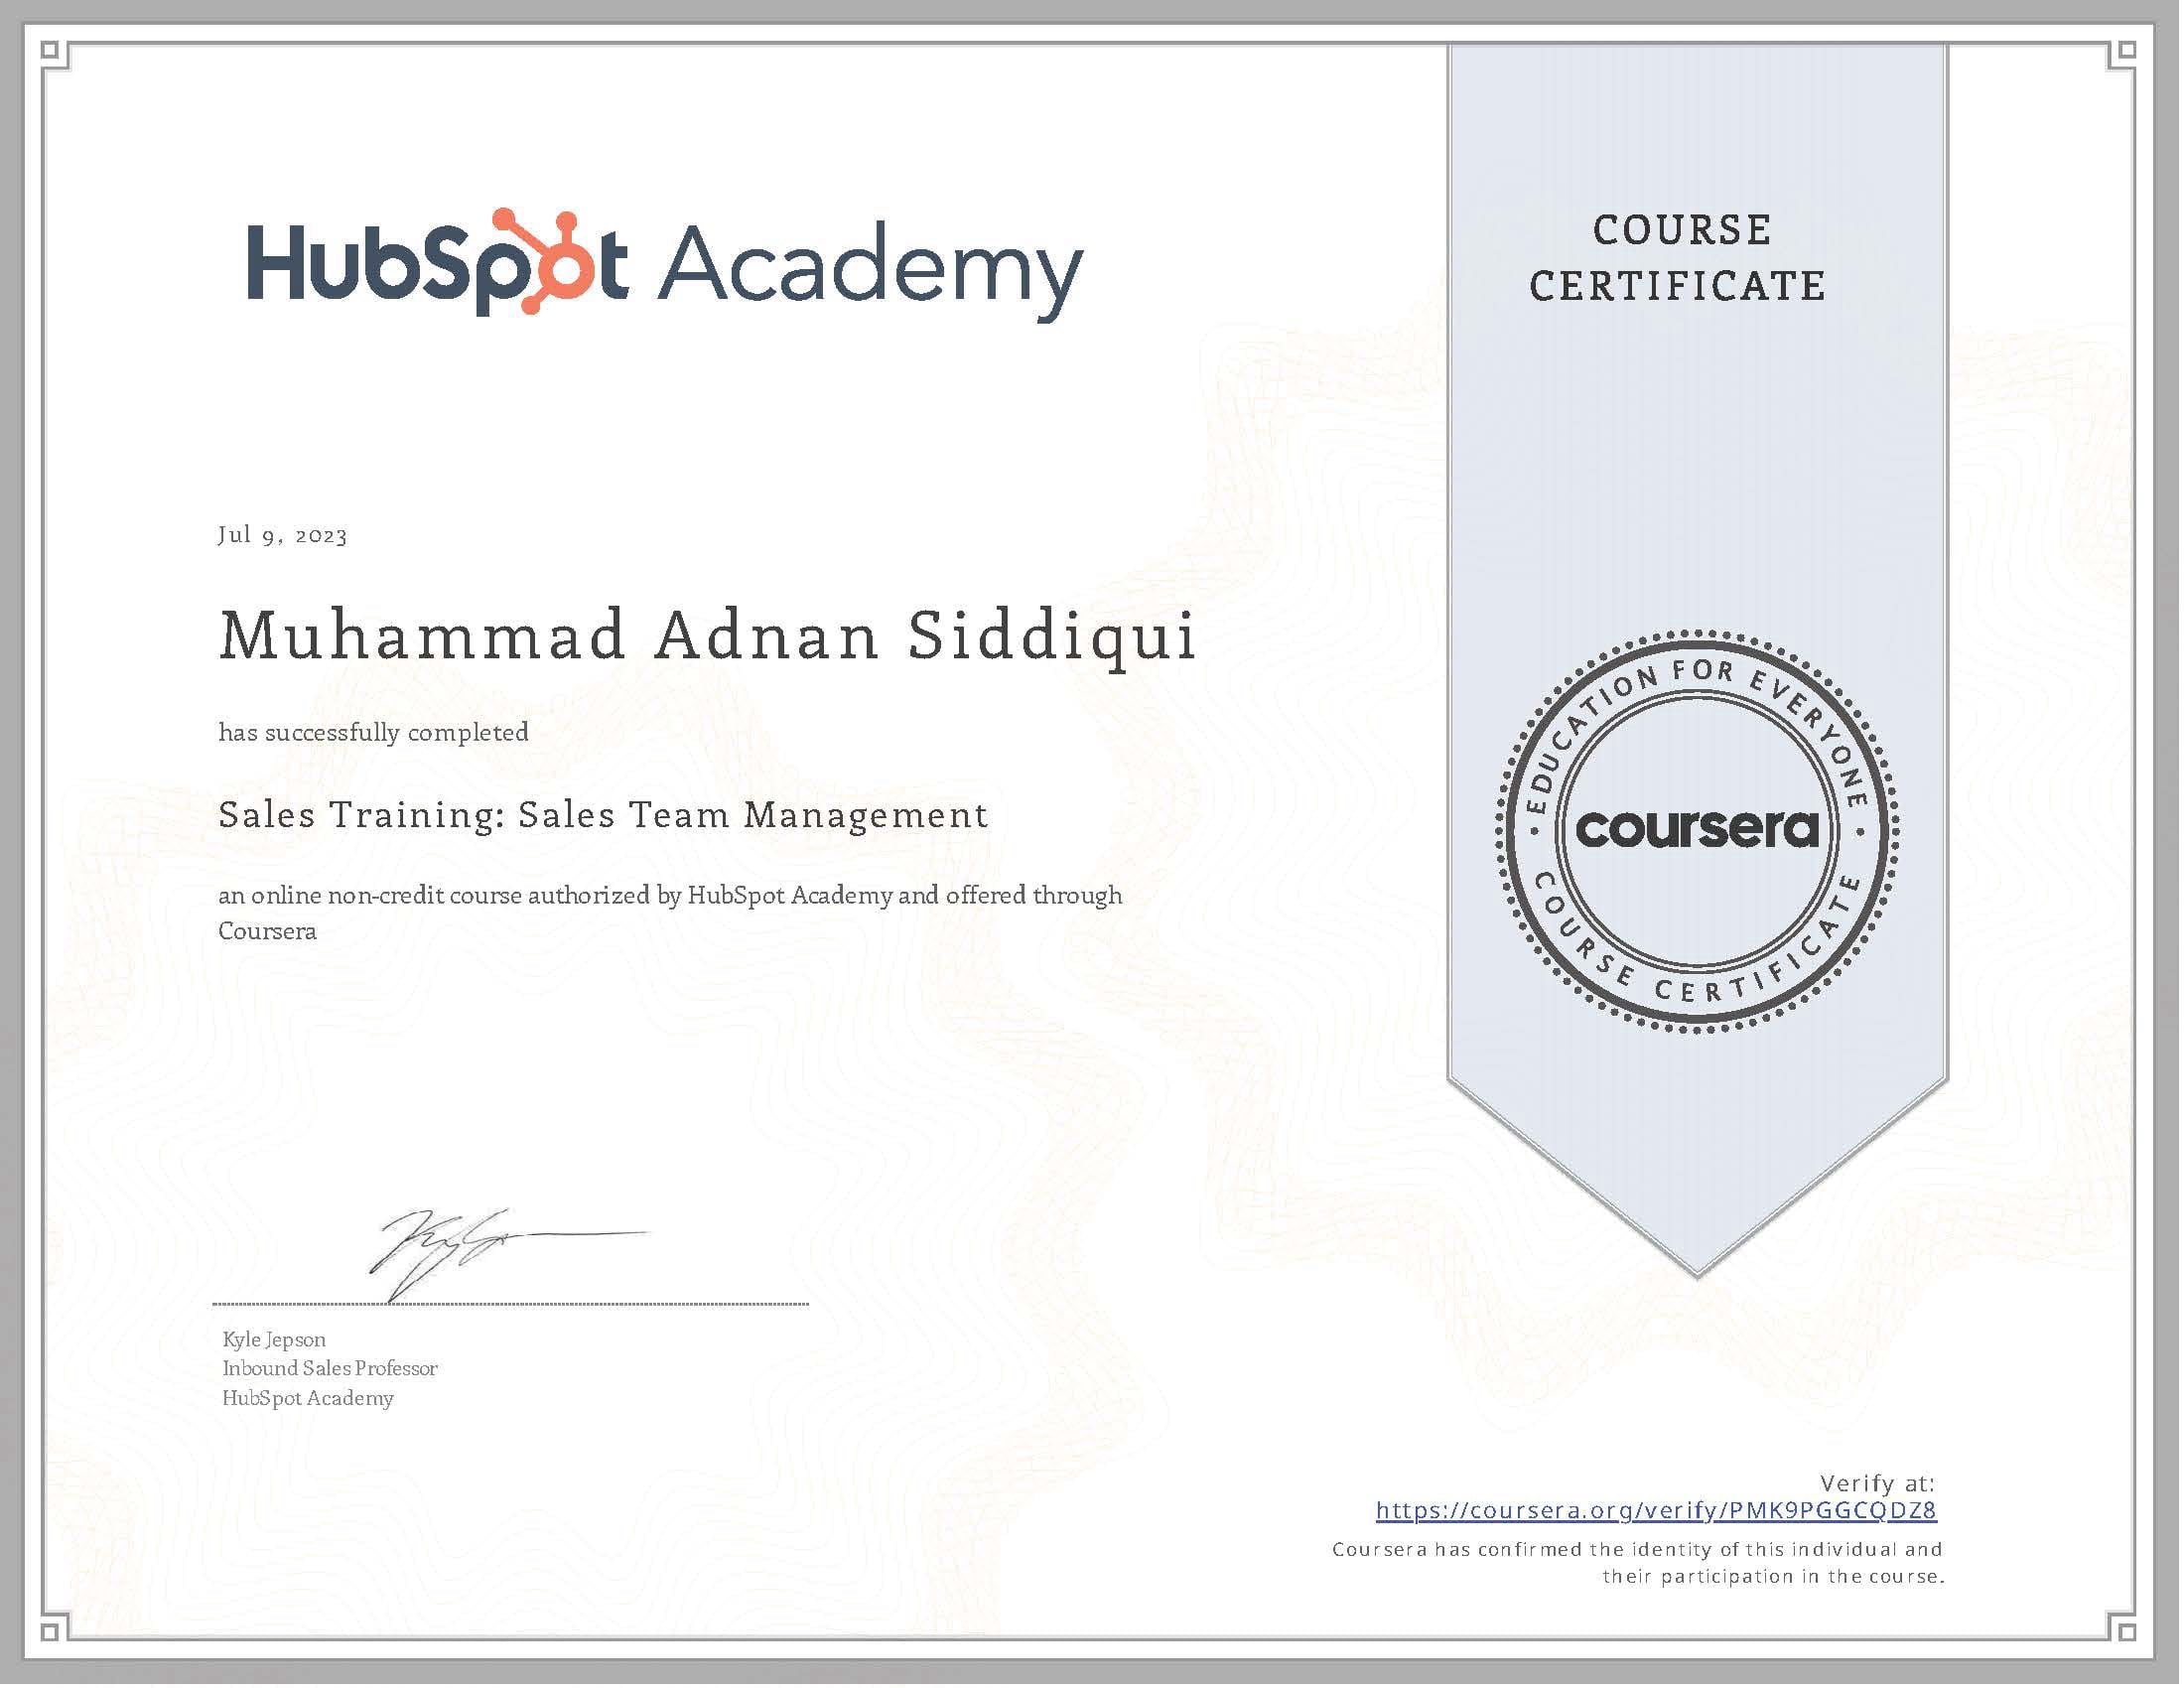 HubSpot Academy
COURSE
CERTIFICATE
Jul 9, 2023
Muhammad Adnan Siddiqui
has successfully completed
Sales Training: Sales Team Management
an online non-credit course authorized by HubSpot Academy and offered through
Coursera
EDUCATION FOR EVERYONE
coursera
COURSE CERTIFICATE
Kyle Jepson
Inbound Sales Professor
HubSpot Academy
Verify at:
https://coursera.org/verify/PMK9PGGCQDZ8
Coursera has confirmed the identity of this individual and
their participation in the course.